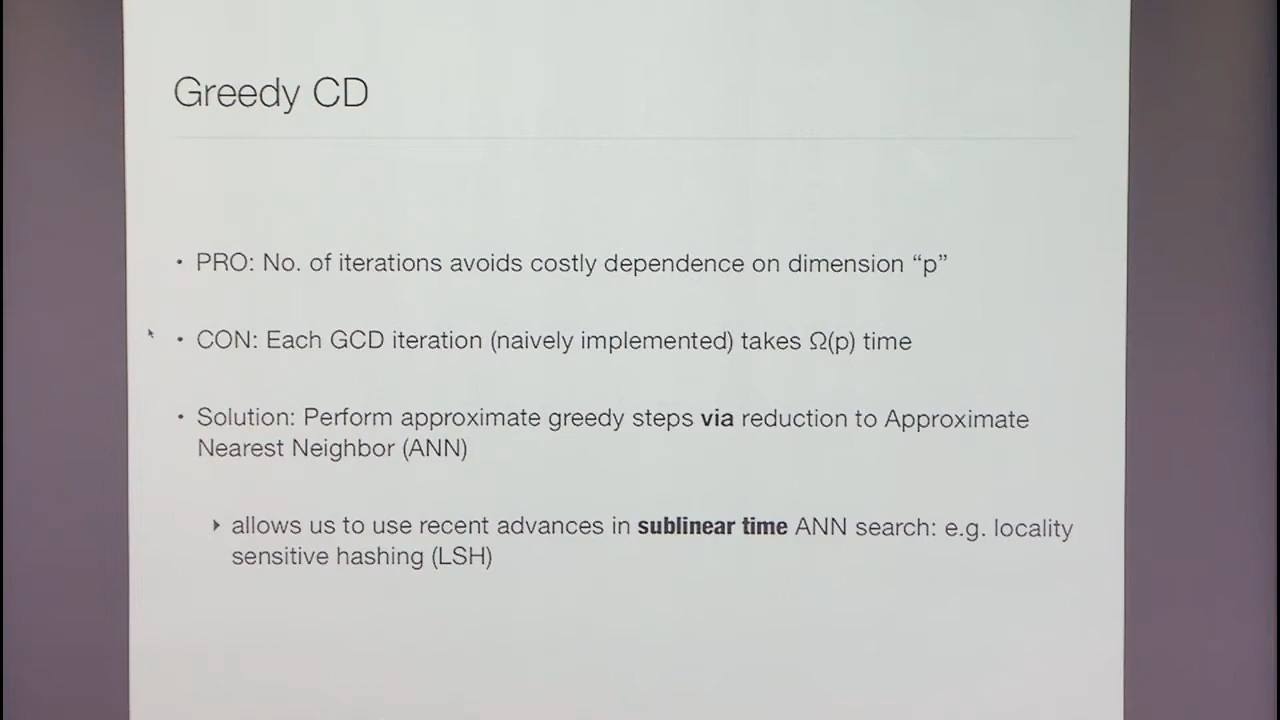 Greedy CD
• PRO: No. of iterations avoids costly dependence on dimension “p”
• CON: Each GCD iteration (naively implemented) takes Ω(p) time
• Solution: Perform approximate greedy steps via reduction to Approximate
Nearest Neighbor (ANN)
‣ allows us to use recent advances in sublinear time ANN search: e.g. locality
sensitive hashing (LSH)